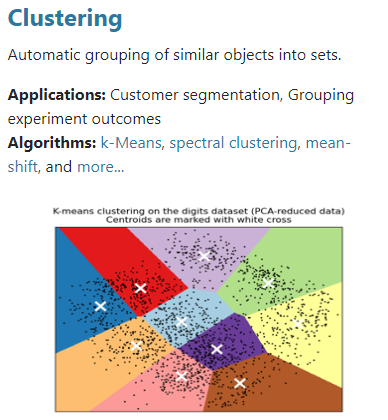 Clustering
Automatic grouping of similar objects into sets.
Applications: Customer segmentation, Grouping
experiment outcomes
Algorithms: k-Means, spectral clustering, mean-
shift, and more...
K-means clustering on the digits dataset (PCA-reduced data)
Centroids are marked with white cross